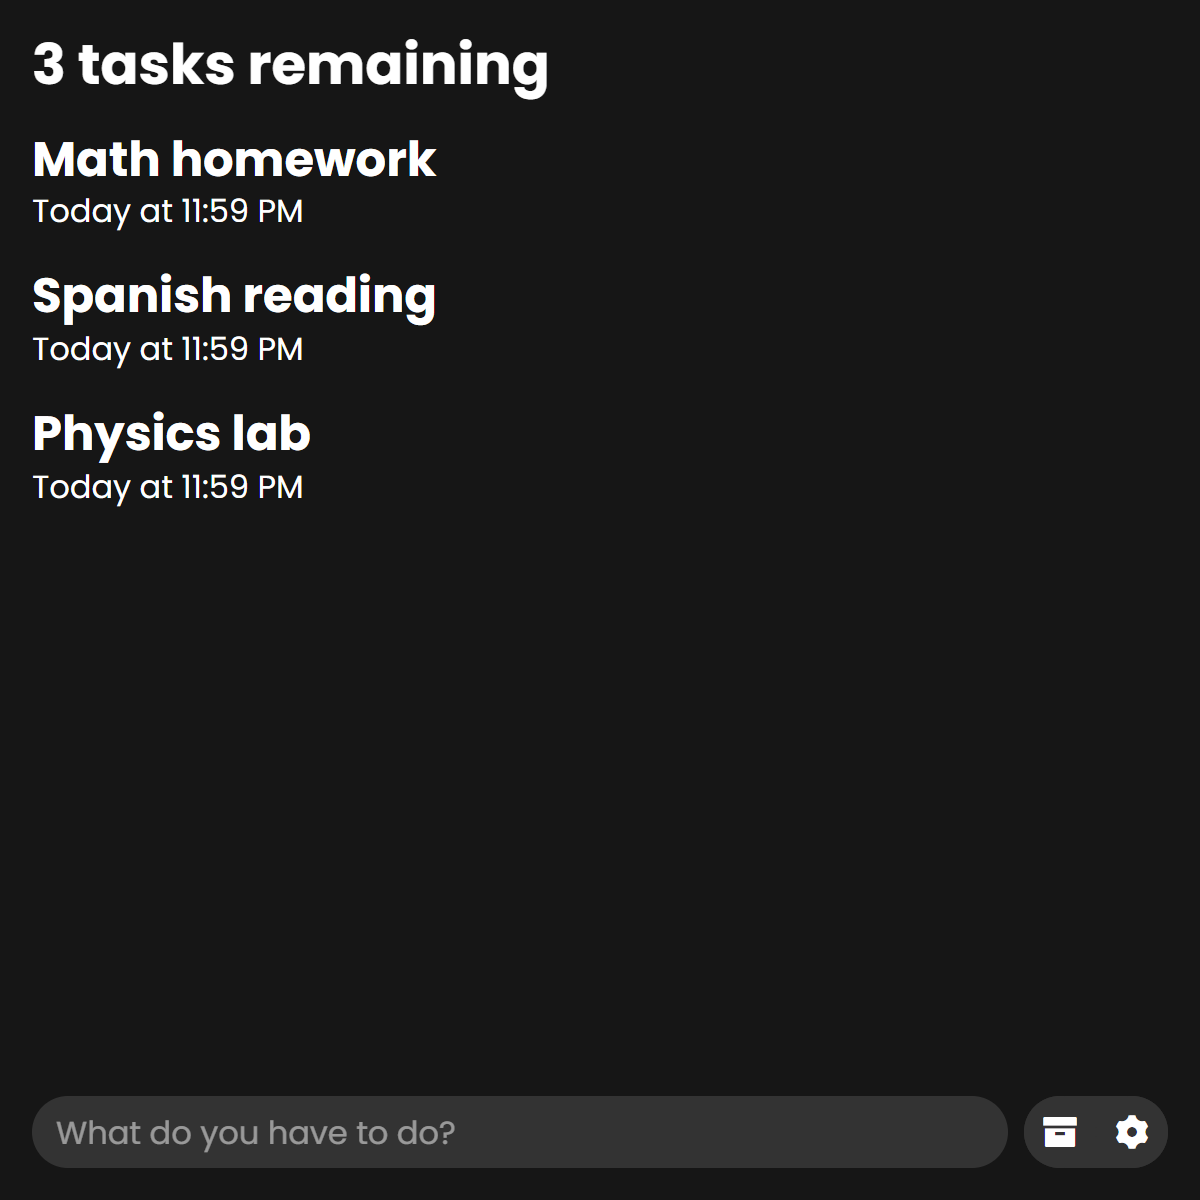 3 tasks remaining
Math homework
Today at 11:59 PM
Spanish reading
Today at 11:59 PM
Physics lab
Today at 11:59 PM
What do you have to do?